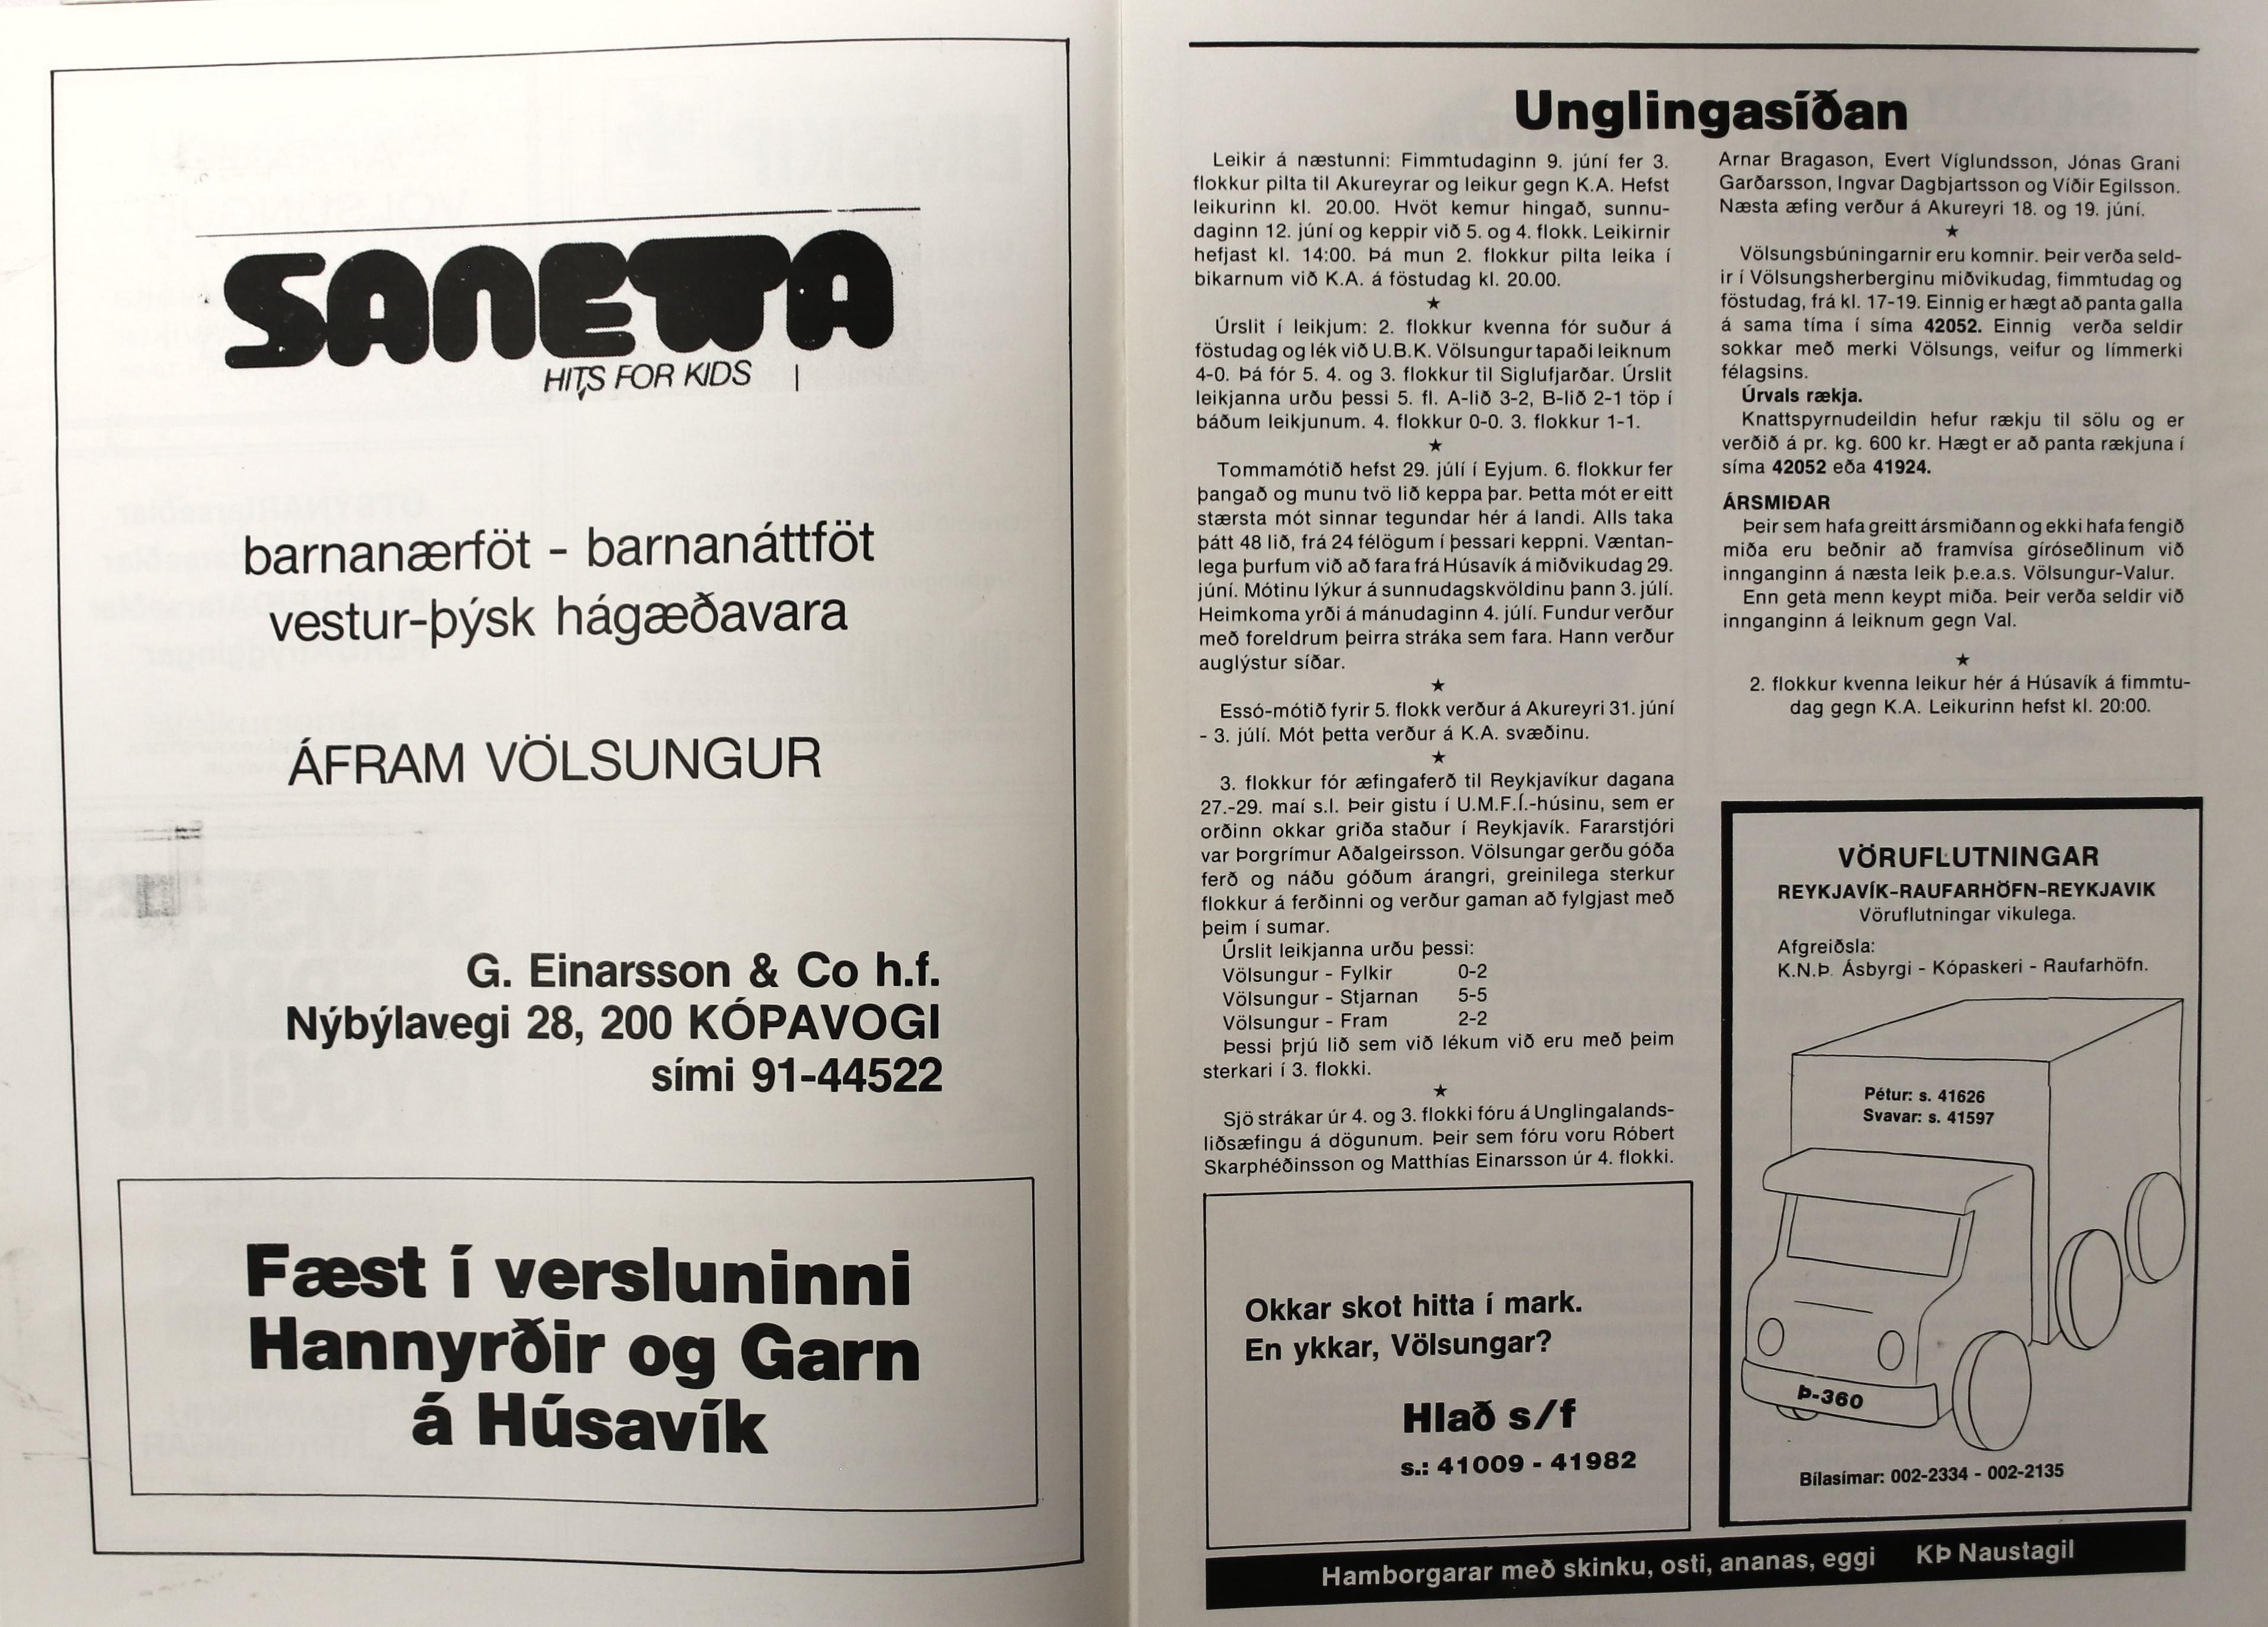 SANETTA
HITS FOR KIDS
barnanærföt - barnanáttföt
vestur-þýsk hágæðavara
ÁFRAM VÖLSUNGUR
G. Einarsson & Co h.f.
Nýbýlavegi 28, 200 KÓPAVOGI
sími 91-44522
Fæst í versluninni
Hannyrðir og Garn
á Húsavík
Unglingasíðan
Leikir á næstunni: Fimmtudaginn 9. júní fer 3.
flokkur pilta til Akureyrar og leikur gegn K.A. Hefst
leikurinn kl. 20.00. Hvöt kemur hingað, sunnu-
daginn 12. júní og keppir við 5. og 4. flokk. Leikirnir
hefjast kl. 14:00. Þá mun 2. flokkur pilta leika í
bikarnum við K.A. á föstudag kl. 20.00.
★
Úrslit í leikjum: 2. flokkur kvenna fór suður á
föstudag og lék við U.B.K. Völsungur tapaði leiknum
4-0. Þá fór 5. 4. og 3. flokkur til Siglufjarðar. Úrslit
leikjanna urðu þessi 5. fl. A-lið 3-2, B-lið 2-1 töp í
báðum leikjunum. 4. flokkur 0-0. 3. flokkur 1-1.
★
Tommamótið hefst 29. júlí í Eyjum. 6. flokkur fer
þangað og munu tvö lið keppa þar. Þetta mót er eitt
stærsta mót sinnar tegundar hér á landi. Alls taka
þátt 48 lið, frá 24 félögum í þessari keppni. Væntan-
lega þurfum við að fara frá Húsavík á miðvikudag 29.
júní. Mótinu lýkur á sunnudagskvöldinu þann 3. júlí.
Heimkoma yrði á mánudaginn 4. júlí. Fundur verður
með foreldrum þeirra stráka sem fara. Hann verður
auglýstur síðar.
★
Essó-mótið fyrir 5. flokk verður á Akureyri 31. júní
- 3. júlí. Mót þetta verður á K.A. svæðinu.
★
3. flokkur fór æfingaferð til Reykjavíkur dagana
27.-29. maí s.l. Þeir gistu í U.M.F.Í.-húsinu, sem er
orðinn okkar griða staður í Reykjavík. Fararstjóri
var Þorgrímur Aðalgeirsson. Völsungar gerðu góða
ferð og náðu góðum árangri, greinilega sterkur
flokkur á ferðinni og verður gaman að fylgjast með
þeim í sumar.
Úrslit leikjanna urðu þessi:
Völsungur - Fylkir 0-2
Völsungur - Stjarnan 5-5
Völsungur - Fram 2-2
Þessi þrjú lið sem við lékum við eru með þeim
sterkari í 3. flokki.
★
Sjö strákar úr 4. og 3. flokki fóru á Unglingalands-
liðsæfingu á dögunum. Þeir sem fóru voru Róbert
Skarphéðinsson og Matthías Einarsson úr 4. flokki.
Arnar Bragason, Evert Víglundsson, Jónas Grani
Garðarsson, Ingvar Dagbjartsson og Víðir Egilsson.
Næsta æfing verður á Akureyri 18. og 19. júní.
★
Völsungsbúningarnir eru komnir. Þeir verða seld-
ir í Völsungsherberginu miðvikudag, fimmtudag og
föstudag, frá kl. 17-19. Einnig er hægt að panta galla
á sama tíma í síma 42052. Einnig verða seldir
sokkar með merki Völsungs, veifur og límmerki
félagsins.
Úrvals rækja.
Knattspyrnudeildin hefur rækju til sölu og er
verðið á pr. kg. 600 kr. Hægt er að panta rækjuna í
síma 42052 eða 41924.
ÁRSMIÐAR
Þeir sem hafa greitt ársmiðann og ekki hafa fengið
miða eru beðnir að framvísa gíróseðlinum við
innganginn á næsta leik þ.e.a.s. Völsungur-Valur.
Enn geta menn keypt miða. Þeir verða seldir við
innganginn á leiknum gegn Val.
★
2. flokkur kvenna leikur hér á Húsavík á fimmtu-
dag gegn K.A. Leikurinn hefst kl. 20:00.
Okkar skot hitta í mark.
En ykkar, Völsungar?
Hlað s/f
s.: 41009 - 41982
VÖRUFLUTNINGAR
REYKJAVÍK-RAUFARHÖFN-REYKJAVIK
Vöruflutningar vikulega.
Afgreiðsla:
K.N.Þ. Ásbyrgi - Kópaskeri - Raufarhöfn.
Pétur: s. 41626
Svavar: s. 41597
Þ-360
Bílasímar: 002-2334 - 002-2135
Hamborgarar með skinku, osti, ananas, eggi KÞ Naustagil